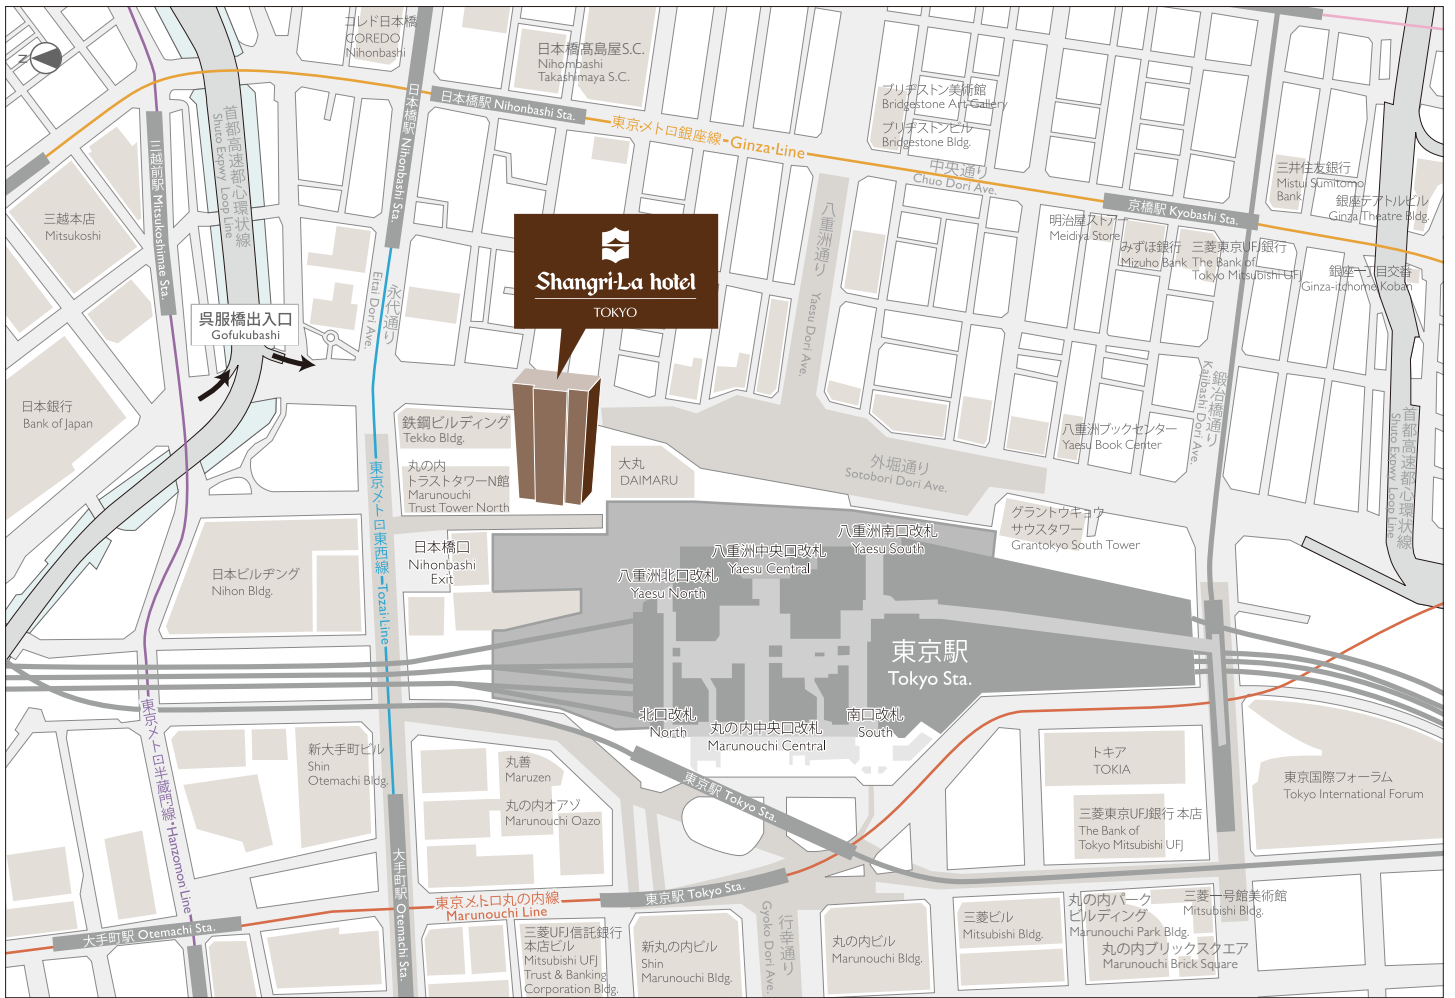 コレド日本橋
COREDO
Nihonbashi
日本橋髙島屋S.C.
Nihombashi
Takashimaya S.C.
N
日本橋駅 Nihonbashi Sta.
日本橋駅 Nihonbashi Sta.
東京メトロ銀座線-Ginza-Line
ブリヂストン美術館
Bridgestone Art Gallery
ブリヂストンビル
Bridgestone Bldg.
中央通り
Chuo Dori Ave.
首都高速都心環状線
Shuto Expwy Loop Line
三越前駅 Mitsukoshimae Sta.
三越本店
Mitsukoshi
三井住友銀行
Mistui Sumitomo
Bank
銀座テアトルビル
Ginza Theatre Bldg.
京橋駅 Kyobashi Sta.
明治屋ストア
Meidiya Store
みずほ銀行
Mizuho Bank
三菱東京UFJ銀行
The Bank of
Tokyo Mitsubishi UFJ
銀座一丁目交番
Ginza-itchome Koban
八重洲通り
Yaesu Dori Ave.
Shangri-La hotel
TOKYO
永代通り
Eitai Dori Ave.
呉服橋出入口
Gofukubashi
日本銀行
Bank of Japan
鉄鋼ビルディング
Tekko Bldg.
丸の内
トラストタワーN館
Marunouchi
Trust Tower North
大丸
DAIMARU
外堀通り
Sotobori Dori Ave.
八重洲ブックセンター
Yaesu Book Center
鍛冶橋通り
Kajibashi Dori Ave.
首都高速都心環状線
Shuto Expwy Loop Line
グラントウキョウ
サウスタワー
Grantokyo South Tower
東京メトロ東西線-Tozai-Line
日本橋口
Nihonbashi
Exit
八重洲南口改札
Yaesu South
八重洲中央口改札
Yaesu Central
八重洲北口改札
Yaesu North
日本ビルヂング
Nihon Bldg.
東京駅
Tokyo Sta.
北口改札
North
丸の内中央口改札
Marunouchi Central
南口改札
South
東京メトロ半蔵門線-Hanzomon Line
新大手町ビル
Shin
Otemachi Bldg.
丸善
Maruzen
丸の内オアゾ
Marunouchi Oazo
東京駅 Tokyo Sta.
トキア
TOKIA
三菱東京UFJ銀行 本店
The Bank of
Tokyo Mitsubishi UFJ
東京国際フォーラム
Tokyo International Forum
大手町駅 Otemachi Sta.
東京メトロ丸の内線
Marunouchi Line
東京駅 Tokyo Sta.
大手町駅 Otemachi Sta.
三菱UFJ信託銀行
本店ビル
Mitsubishi UFJ
Trust & Banking
Corporation Bldg.
新丸の内ビル
Shin
Marunouchi Bldg.
行幸通り
Gyoko Dori Ave.
丸の内ビル
Marunouchi Bldg.
三菱ビル
Mitsubishi Bldg.
丸の内パーク
ビルディング
Marunouchi Park Bldg.
三菱一号館美術館
Mitsubishi Bldg.
丸の内ブリックスクエア
Marunouchi Brick Square